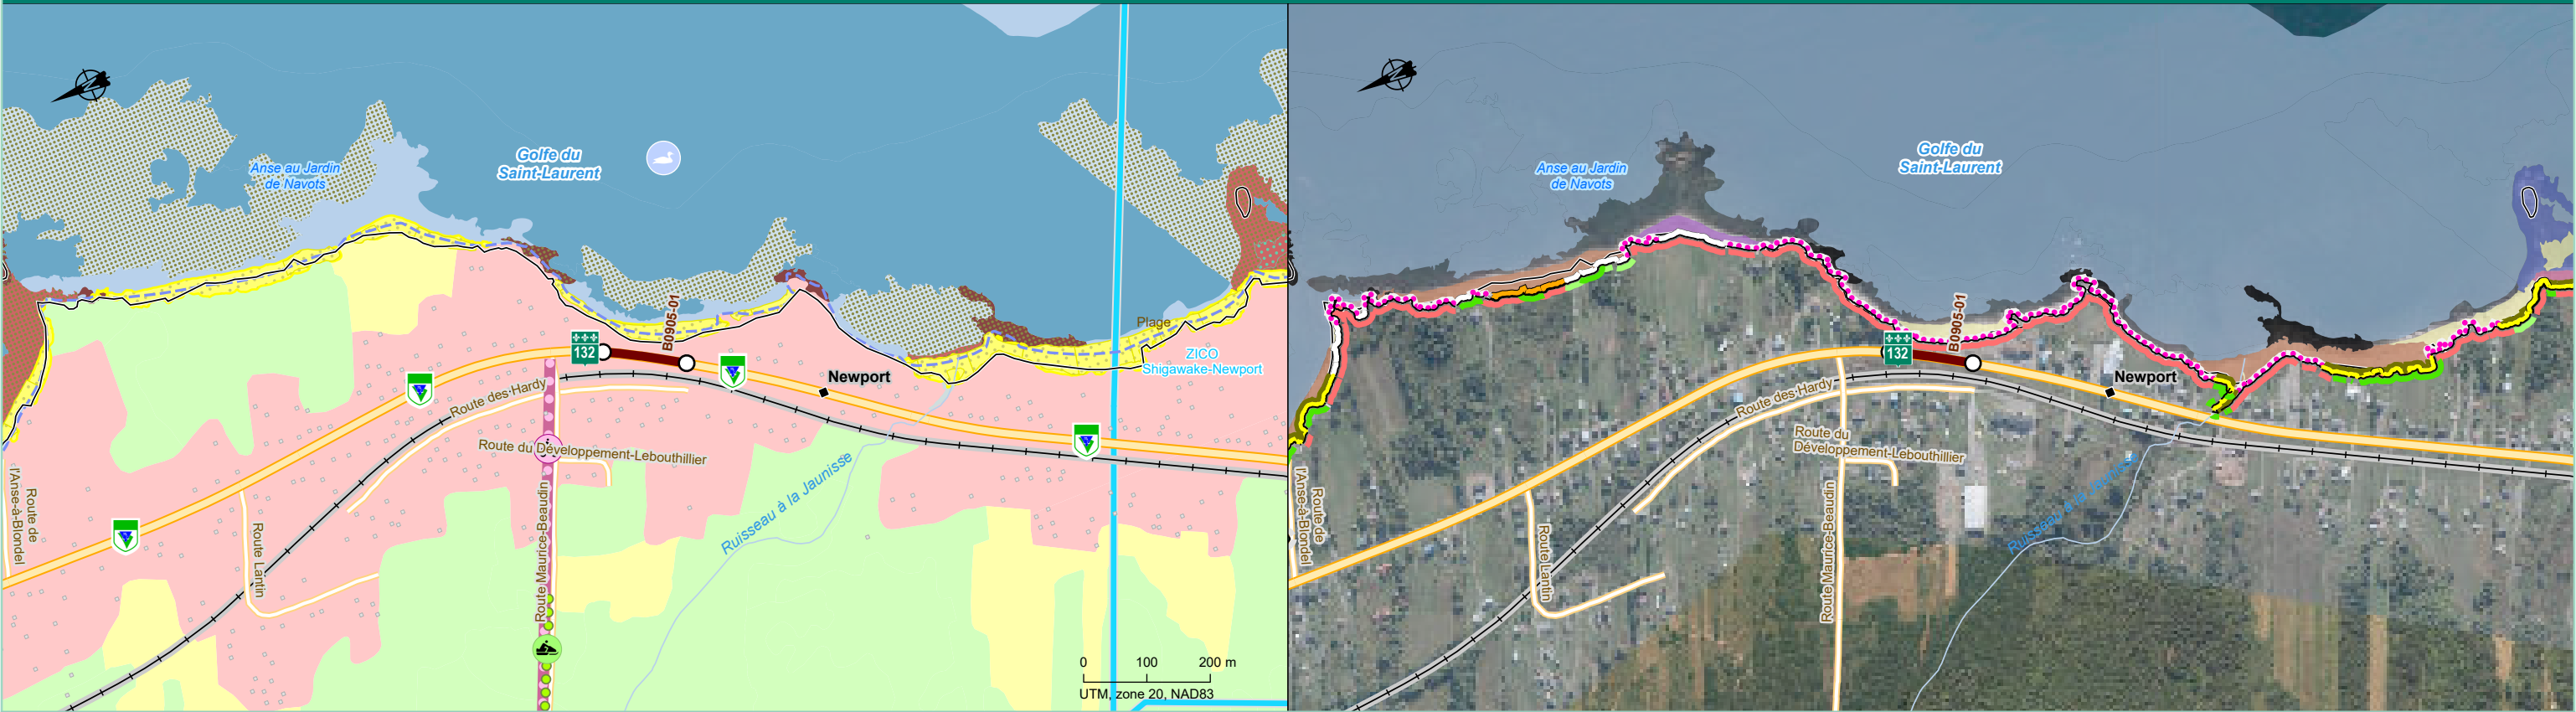 Anse au Jardin
de Navots
Golfe du
Saint-Laurent
B0905-01
132
Plage
ZICO
Shigawake-Newport
Newport
Route des Hardy
Route du Développement-Lebouthillier
Ruisseau à la Jaunisse
Route de
l'Anse-à-Blondel
Route Lantin
Route Maurice-Beaudin
0 100 200 m
UTM, zone 20, NAD83
Anse au Jardin
de Navots
Golfe du
Saint-Laurent
B0905-01
132
Newport
Route des Hardy
Route du
Développement-Lebouthillier
Ruisseau à la Jaunisse
Route de
l'Anse-à-Blondel
Route Lantin
Route Maurice-Beaudin